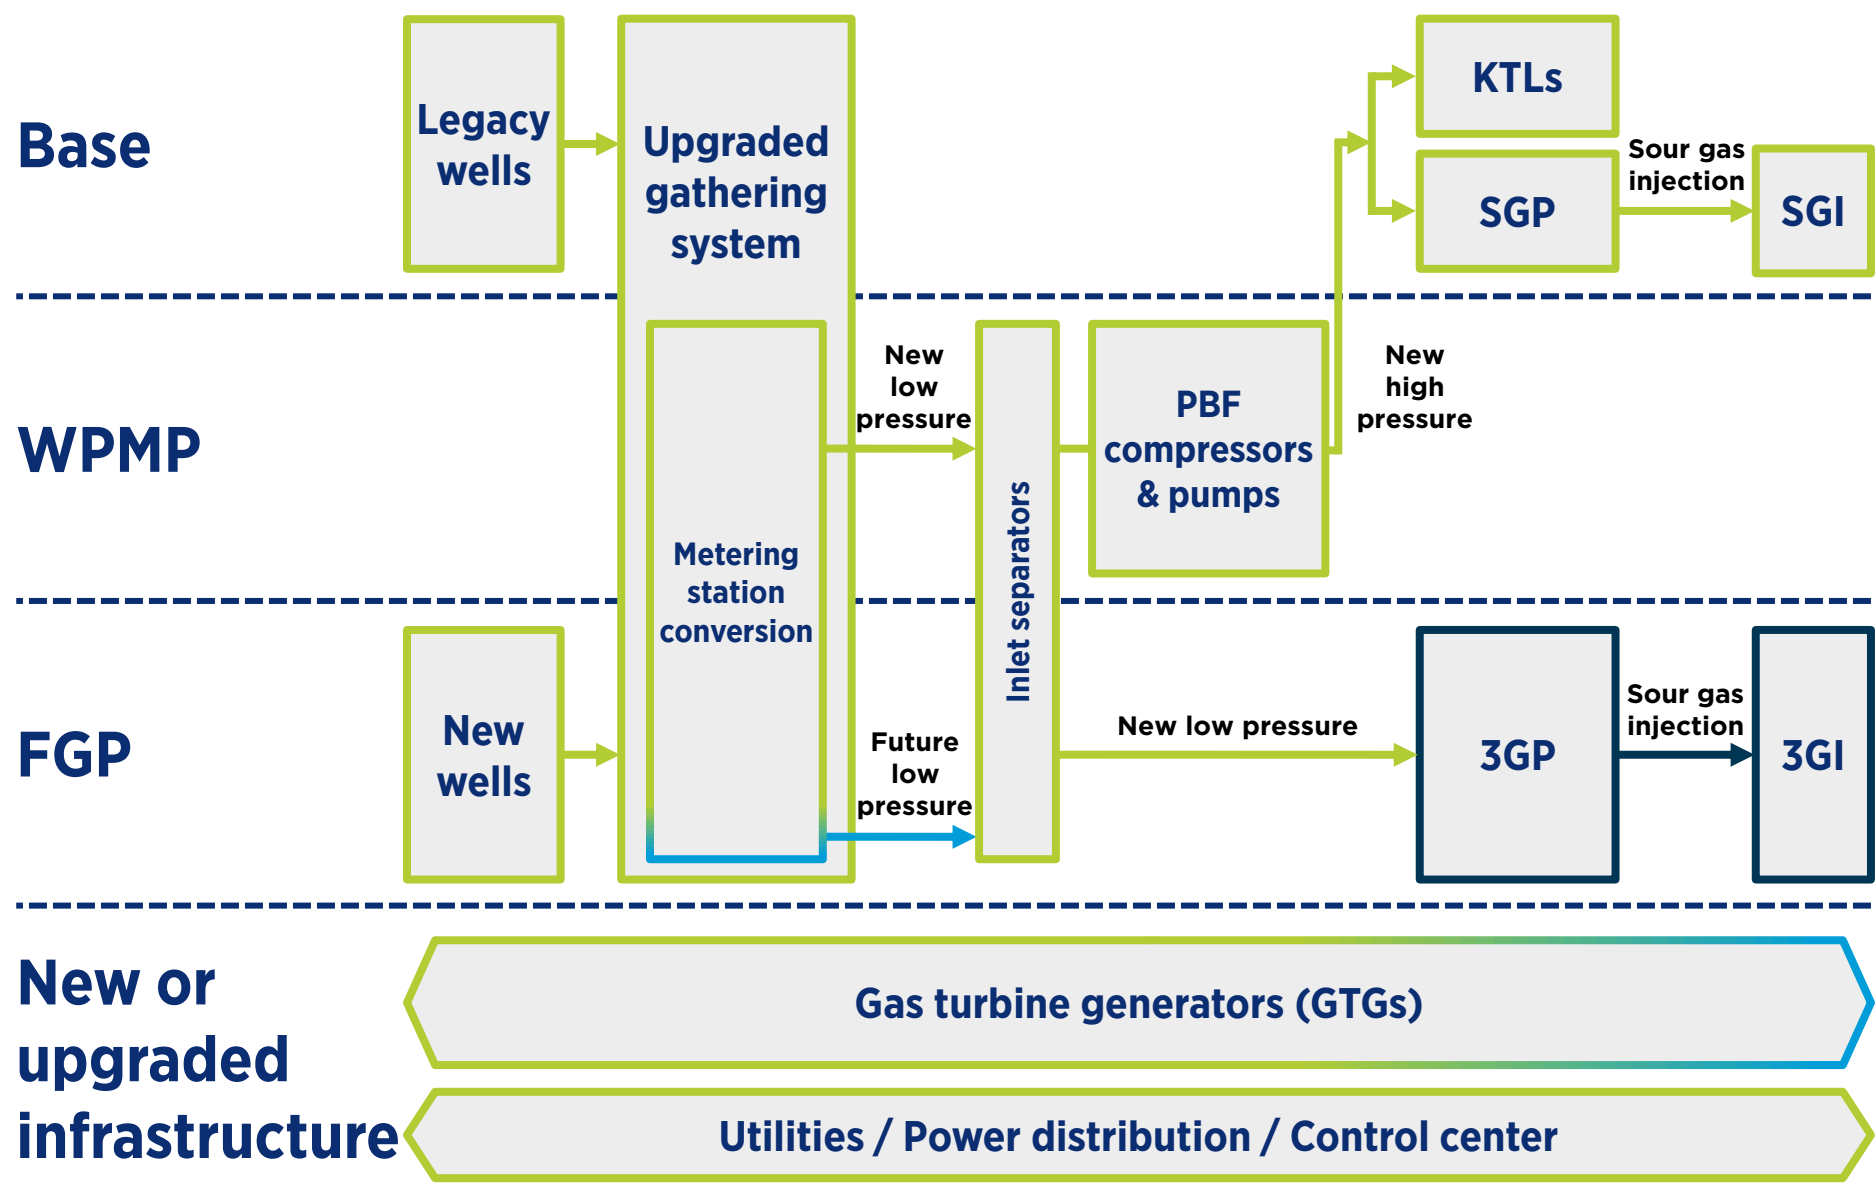 Base
Legacy
wells
Upgraded
gathering
system
KTLs
SGP
Sour gas
injection
SGI
WPMP
Metering
station
conversion
New
low
pressure
Inlet separators
PBF
compressors
& pumps
New
high
pressure
FGP
New
wells
Future
low
pressure
New low pressure
3GP
Sour gas
injection
3GI
New or
upgraded
infrastructure
Gas turbine generators (GTGs)
Utilities / Power distribution / Control center